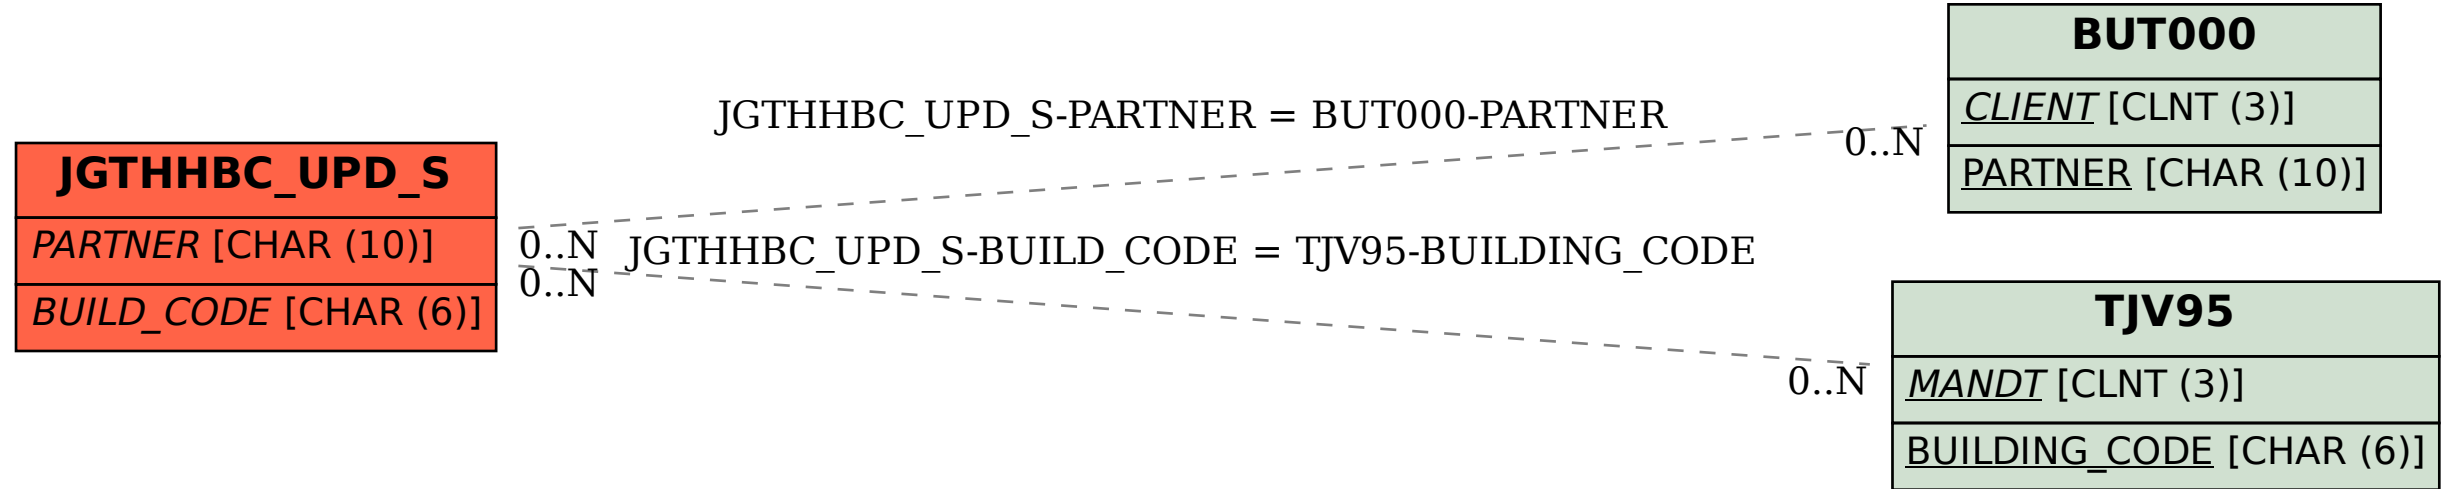 BUT000
CLIENT [CLNT (3)]
PARTNER [CHAR (10)]
JGTHHBC_UPD_S-PARTNER = BUT000-PARTNER
0..N
JGTHHBC_UPD_S
PARTNER [CHAR (10)]
BUILD_CODE [CHAR (6)]
0..N
0..N
JGTHHBC_UPD_S-BUILD_CODE = TJV95-BUILDING_CODE
0..N
TJV95
MANDT [CLNT (3)]
BUILDING_CODE [CHAR (6)]